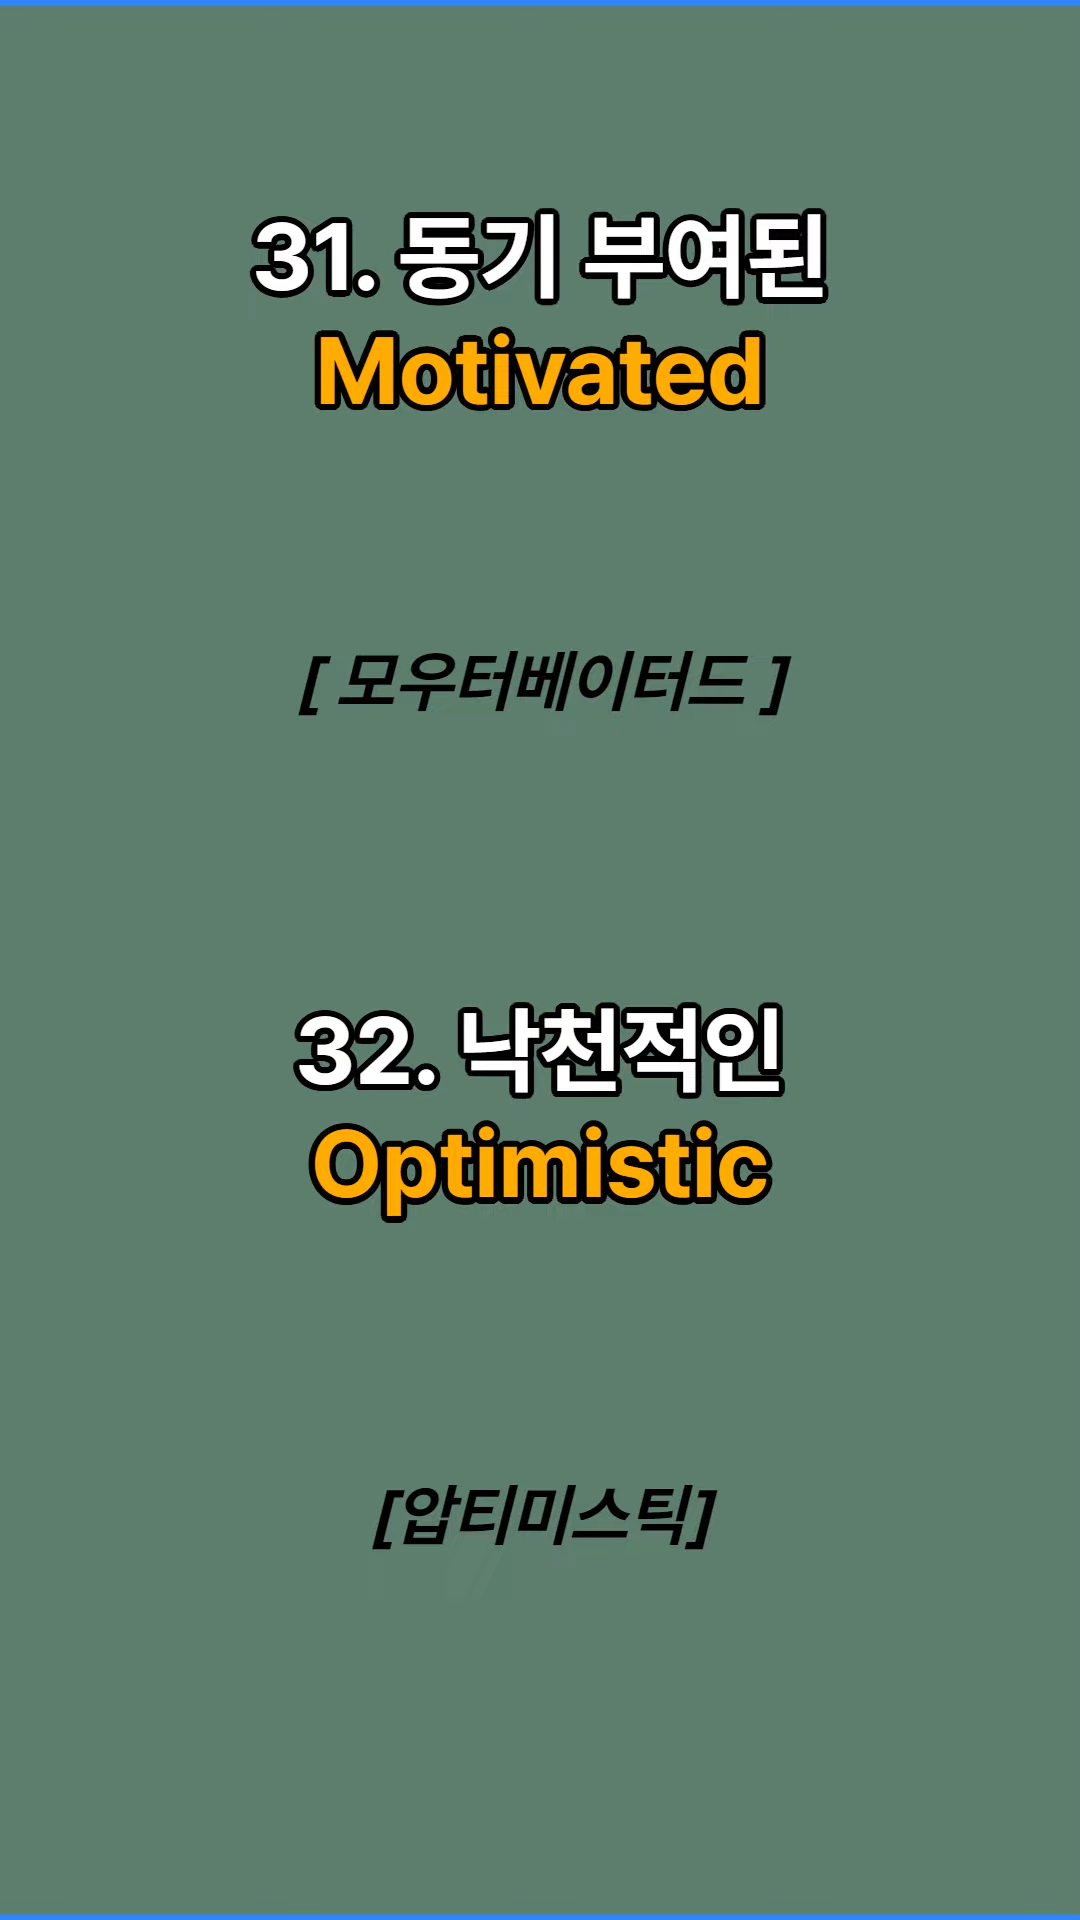 31. 동기 부여된
Motivated
[ 모우터베이터드 ]
32. 낙천적인
Optimistic
[압티미스틱]